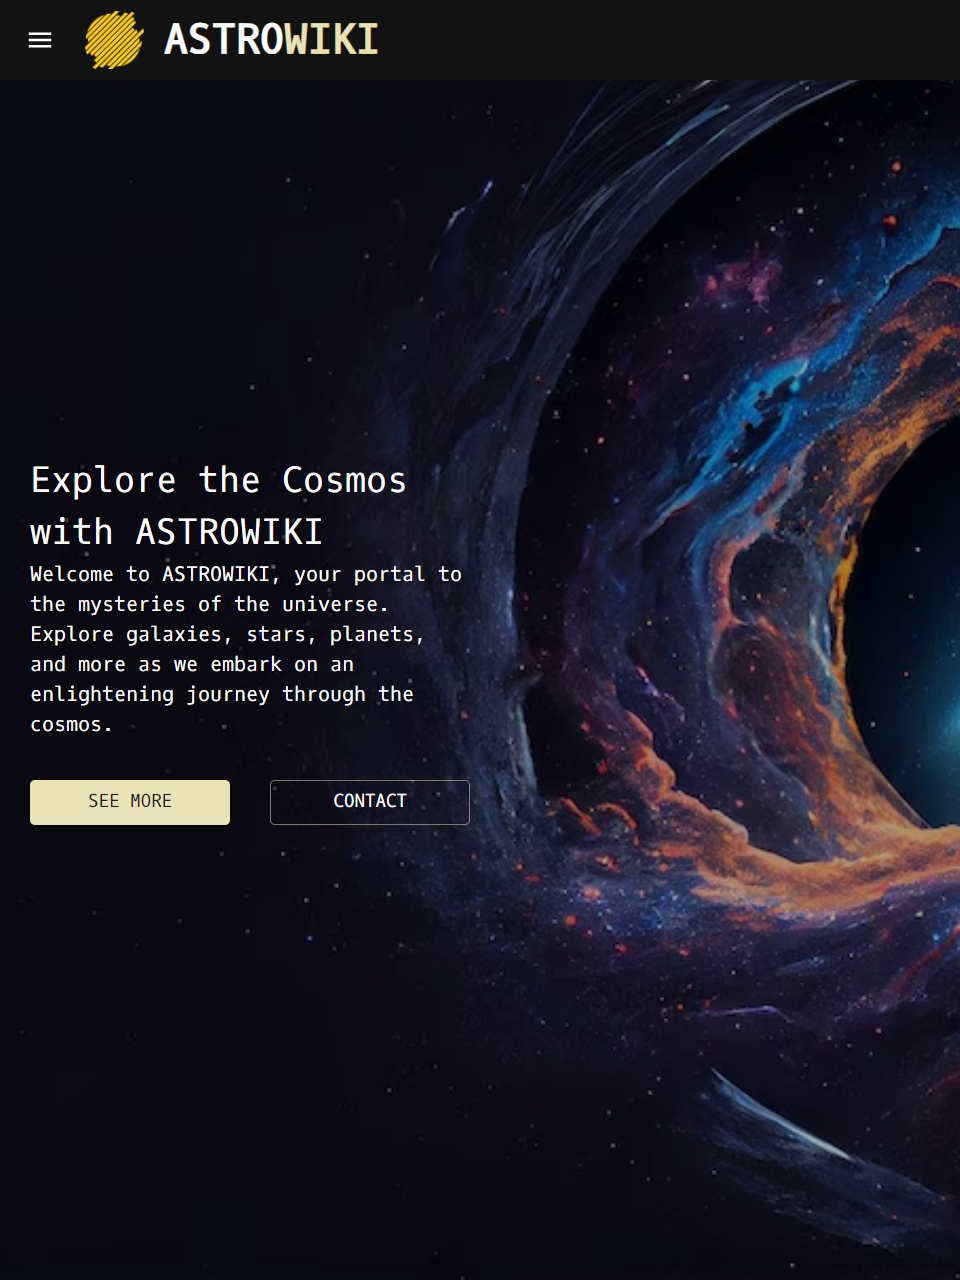 ASTROWIKI
Explore the Cosmos
with ASTROWIKI
Welcome to ASTROWIKI, your portal to
the mysteries of the universe.
Explore galaxies, stars, planets,
and more as we embark on an
enlightening journey through the
cosmos.
SEE MORE
CONTACT